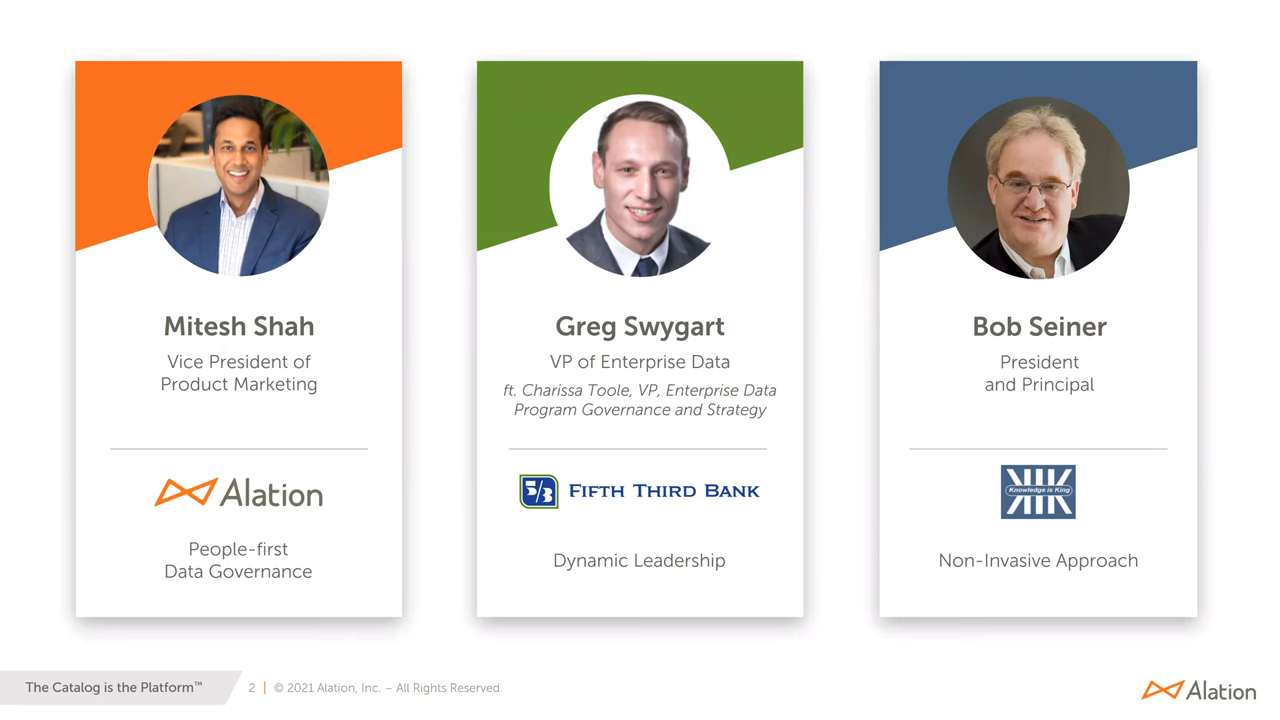 Mitesh Shah
Vice President of
Product Marketing
Alation
People-first
Data Governance
Greg Swygart
VP of Enterprise Data
ft. Charissa Toole, VP, Enterprise Data
Program Governance and Strategy
5/3 FIFTH THIRD BANK
Dynamic Leadership
Bob Seiner
President
and Principal
KIK
Knowledge is King
Non-Invasive Approach
The Catalog is the Platform™
2 | © 2021 Alation, Inc. – All Rights Reserved.
Alation